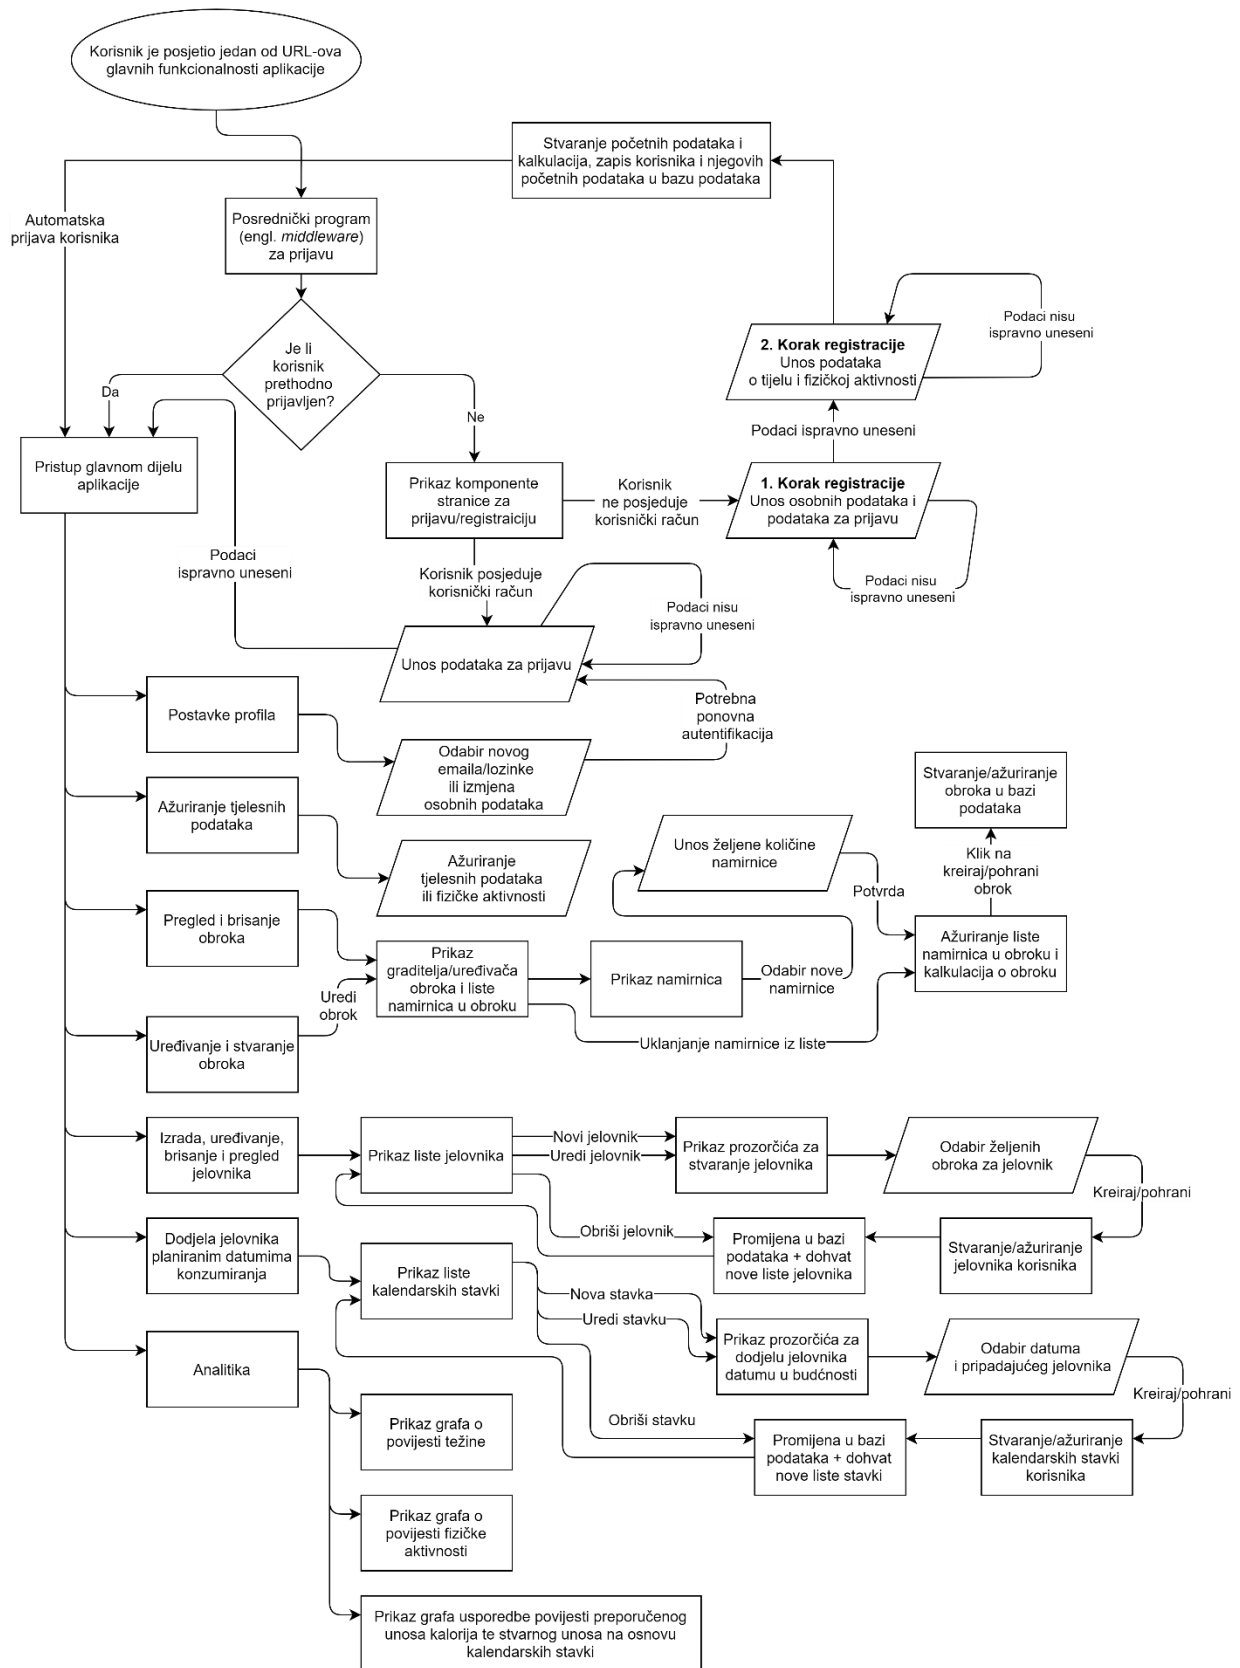 Korisnik je posjetio jedan od URL-ova
glavnih funkcionalnosti aplikacije
Stvaranje početnih podataka i
kalkulacija, zapis korisnika i njegovih
početnih podataka u bazu podataka
Automatska
prijava korisnika
Posrednički program
(engl. middleware)
za prijavu
Podaci nisu
ispravno uneseni
2. Korak registracije
Unos podataka
o tijelu i fizičkoj aktivnosti
Je li
korisnik
prethodno
prijavljen?
Da
Ne
Podaci ispravno uneseni
Pristup glavnom dijelu
aplikacije
Prikaz komponente
stranice za
prijavu/registraiciju
Korisnik
ne posjeduje
korisnički račun
1. Korak registracije
Unos osobnih podataka i
podataka za prijavu
Podaci
ispravno uneseni
Korisnik posjeduje
korisnički račun
Podaci nisu
ispravno uneseni
Podaci nisu
ispravno uneseni
Unos podataka za prijavu
Postavke profila
Potrebna
ponovna
autentifikacija
Odabir novog
emaila/lozinke
ili izmjena
osobnih podataka
Stvaranje/ažuriranje
obroka u bazi
podataka
Ažuriranje tjelesnih
podataka
Unos željene količine
namirnice
Klik na
kreiraj/pohrani
obrok
Ažuriranje
tjelesnih podataka
ili fizičke aktivnosti
Potvrda
Pregled i brisanje
obroka
Prikaz
graditelja/uređivača
obroka i liste
namirnica u obroku
Prikaz namirnica
Odabir nove
namirnice
Ažuriranje liste
namirnica u obroku i
kalkulacija o obroku
Uredi
obrok
Uređivanje i stvaranje
obroka
Uklanjanje namirnice iz liste
Izrada, uređivanje,
brisanje i pregled
jelovnika
Prikaz liste jelovnika
Novi jelovnik
Uredi jelovnik
Prikaz prozorčića za
stvaranje jelovnika
Odabir željenih
obroka za jelovnik
Kreiraj/pohrani
Obriši jelovnik
Promijena u bazi
podataka + dohvat
nove liste jelovnika
Stvaranje/ažuriranje
jelovnika korisnika
Dodjela jelovnika
planiranim datumima
konzumiranja
Prikaz liste
kalendarskih stavki
Nova stavka
Uredi stavku
Prikaz prozorčića za
dodjelu jelovnika
datumu u budćnosti
Odabir datuma
i pripadajućeg jelovnika
Kreiraj/pohrani
Analitika
Obriši stavku
Promijena u bazi
podataka + dohvat
nove liste stavki
Stvaranje/ažuriranje
kalendarskih stavki
korisnika
Prikaz grafa o
povijesti težine
Prikaz grafa o
povijesti fizičke
aktivnosti
Prikaz grafa usporedbe povijesti preporučenog
unosa kalorija te stvarnog unosa na osnovu
kalendarskih stavki